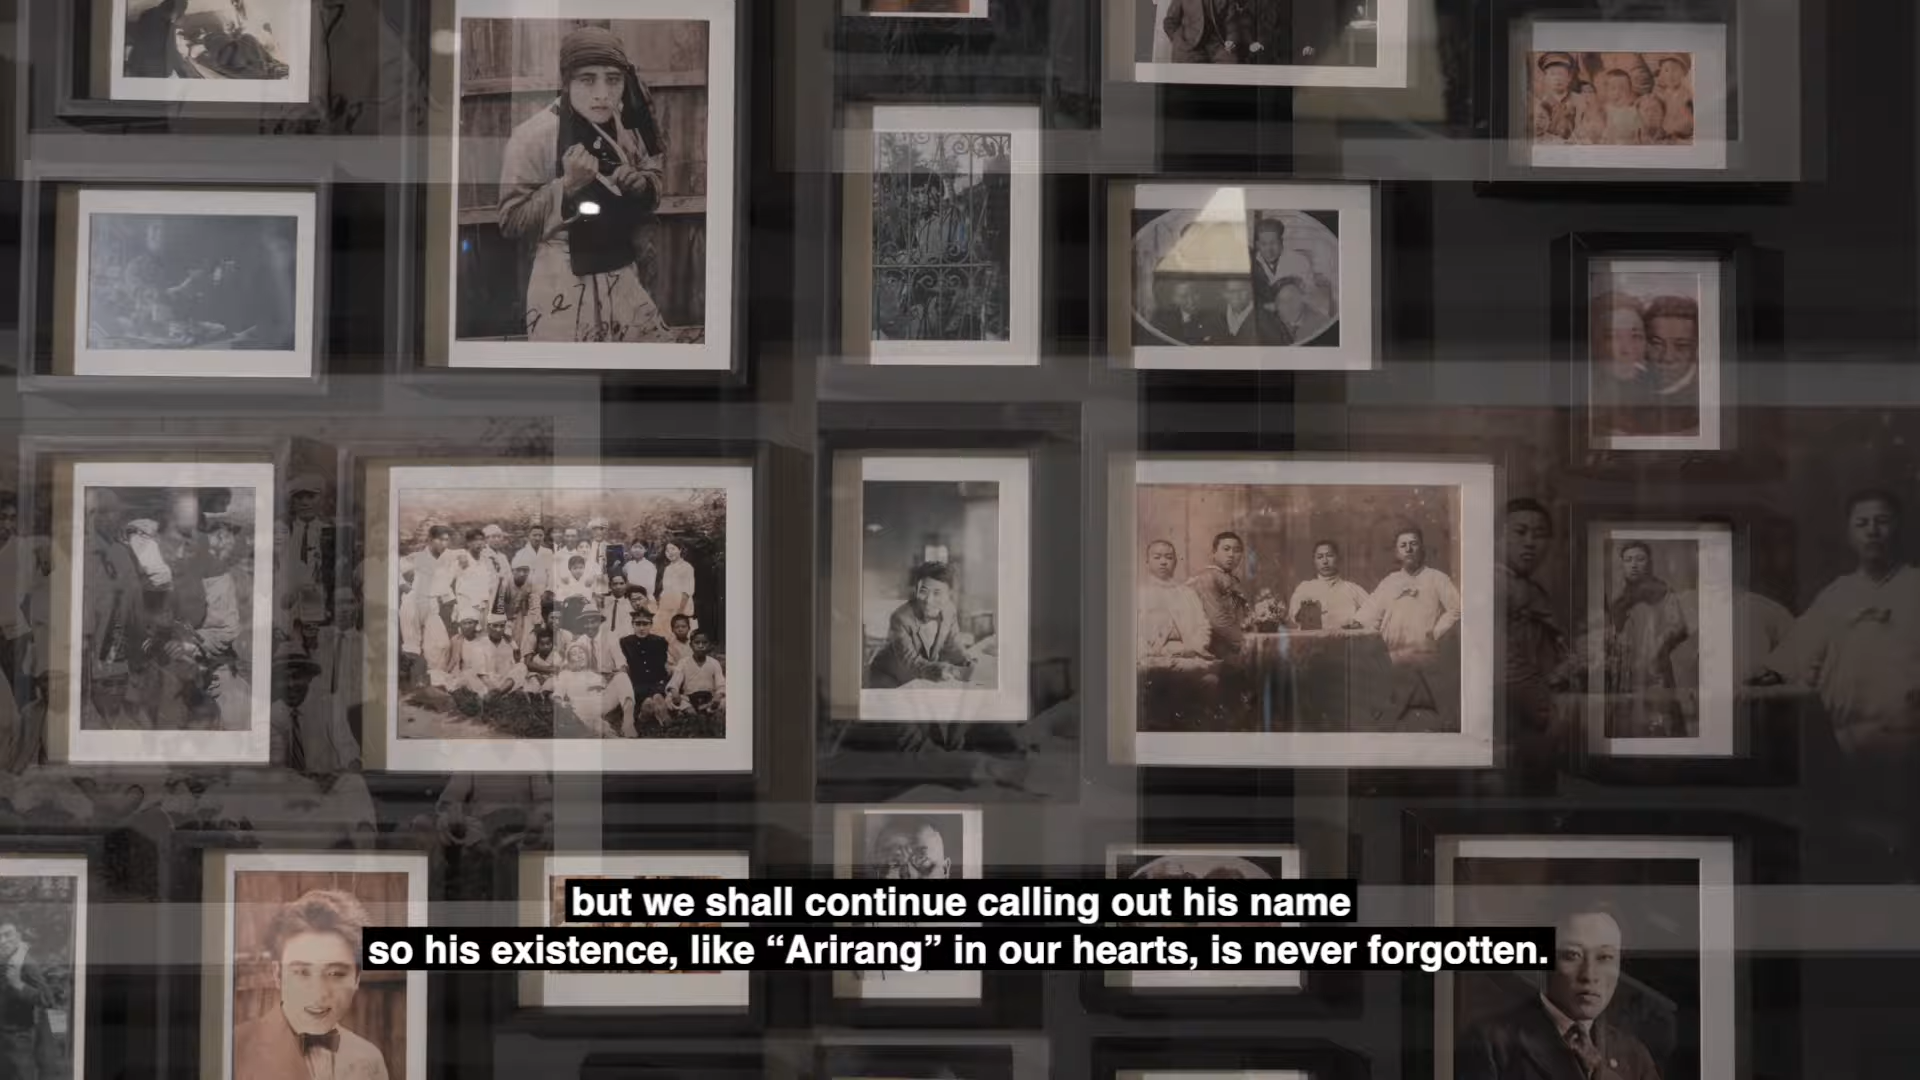 but we shall continue calling out his name
so his existence, like “Arirang” in our hearts, is never forgotten.